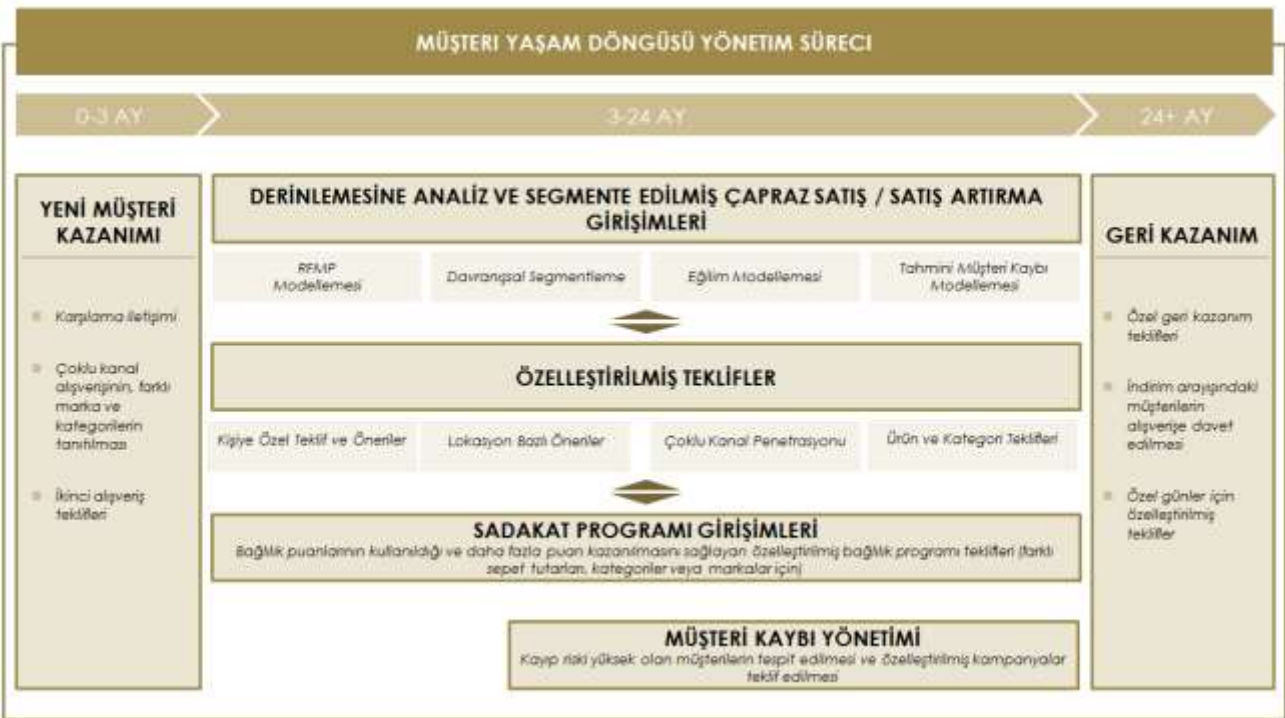 MÜŞTERI YAŞAM DÖNGÜSÜ YÖNETIM SÜRECI
0-3 AY
3-24 AY
24+ AY
YENİ MÜŞTERİ
KAZANIMI
Karşılama iletişimi
Çoklu kanal
alışverişinin, farklı
marka ve
kategorilerin
tanıtılması
İkinci alışveriş
teklifleri
DERİNLEMESİNE ANALİZ VE SEGMENTE EDİLMİŞ ÇAPRAZ SATIŞ / SATIŞ ARTIRMA
GİRİŞİMLERİ
RFMP
Modellemesi
Davranışsal Segmentleme
Eğilim Modellemesi
Tahmini Müşteri Kaybı
Modellemesi
ÖZELLEŞTİRİLMİŞ TEKLİFLER
Kişiye Özel Teklif ve Öneriler
Lokasyon Bazlı Öneriler
Çoklu Kanal Penetrasyonu
Ürün ve Kategori Teklifleri
SADAKAT PROGRAMI GİRİŞİMLERİ
Bağlılık puanlarının kullanıldığı ve daha fazla puan kazanılmasını sağlayan özelleştirilmiş bağlılık programı teklifleri (farklı
sepet tutarları, kategoriler veya markalar için)
MÜŞTERİ KAYBI YÖNETİMİ
Kayıp riski yüksek olan müşterilerin tespit edilmesi ve özelleştirilmiş kampanyalar
teklif edilmesi
GERİ KAZANIM
Özel geri kazanım
teklifleri
İndirim arayışındaki
müşterilerin
alışverişe davet
edilmesi
Özel günler için
özelleştirilmiş
teklifler